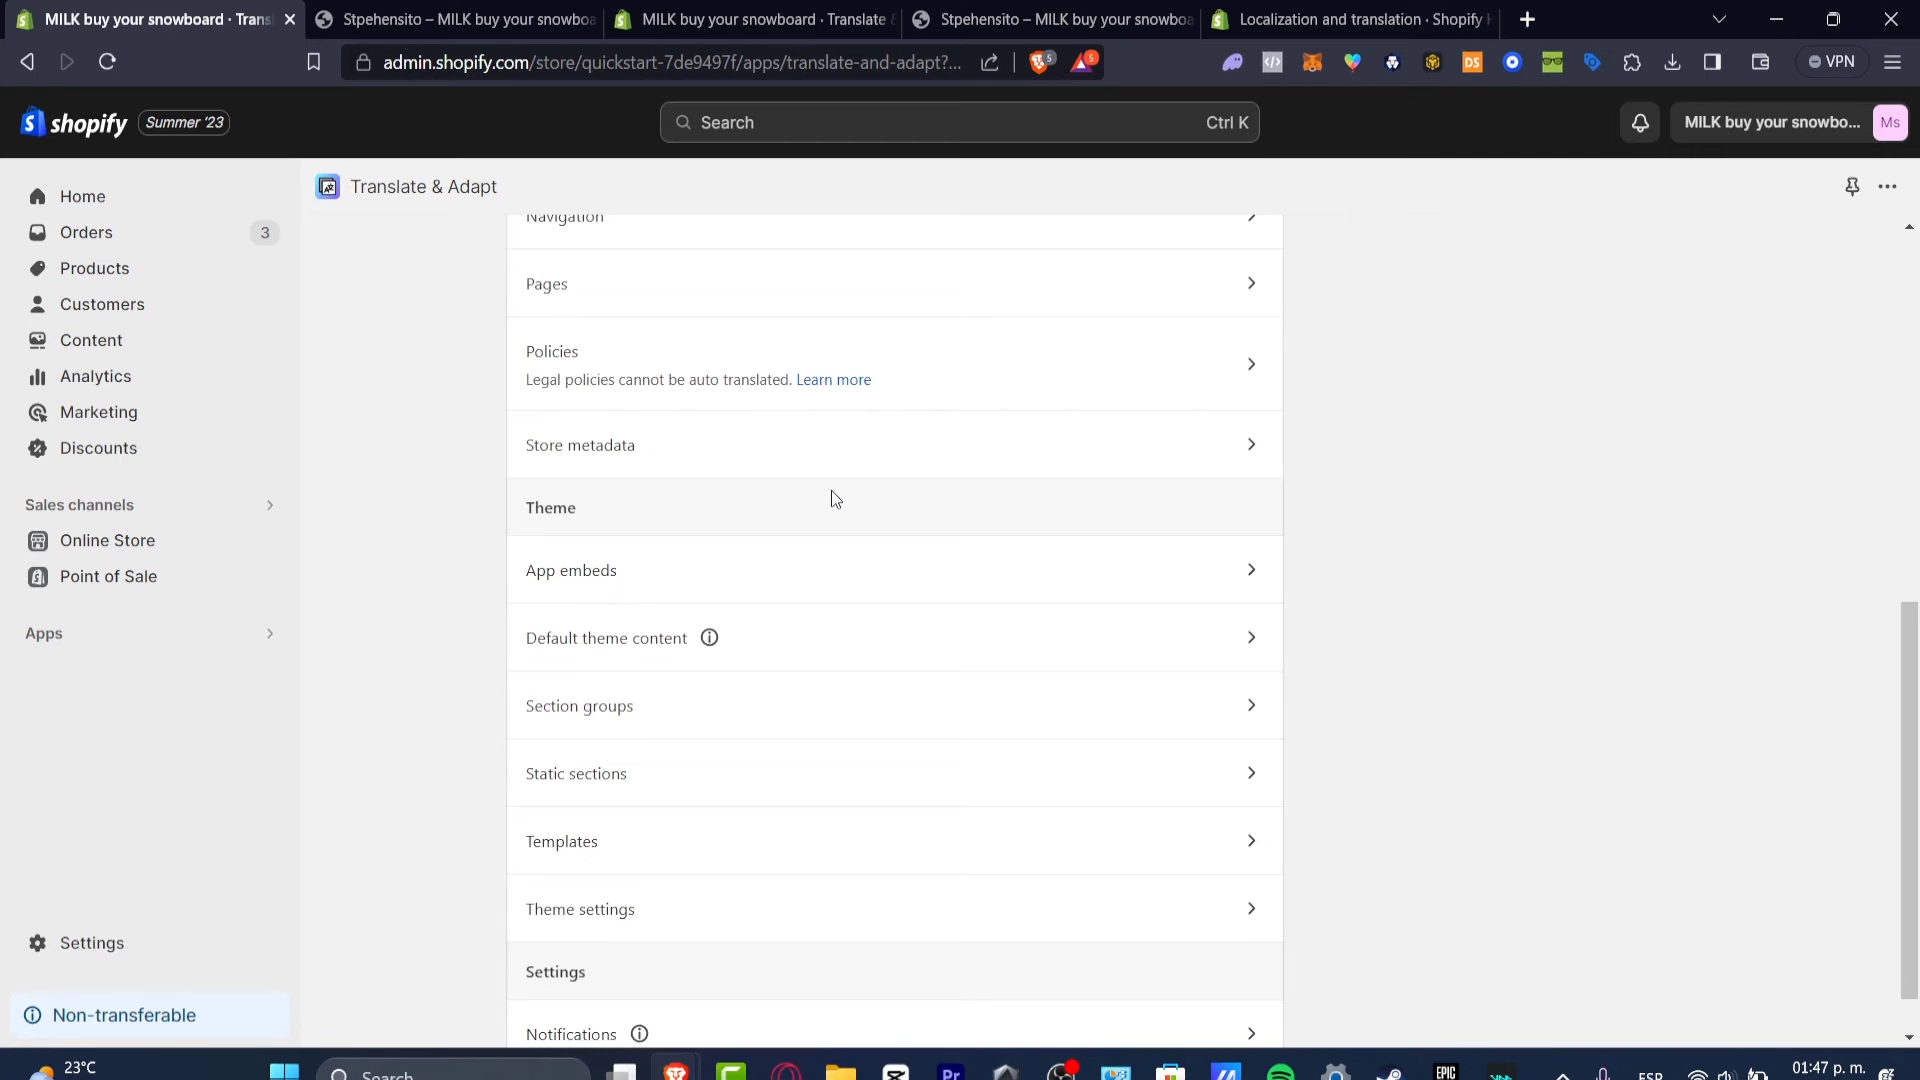 MILK buy your snowboard · Trans
Stpehensito – MILK buy your snowboa
MILK buy your snowboard · Translate &
Stpehensito – MILK buy your snowboa
Localization and translation · Shopify H
admin.shopify.com/store/quickstart-7de9497f/apps/translate-and-adapt?...
5
5
DS
VPN
shopify
Summer '23
Search
Ctrl K
MILK buy your snowbo...
Ms
Home
Orders
3
Products
Customers
Content
Analytics
Marketing
Discounts
Sales channels
Online Store
Point of Sale
Apps
Settings
Non-transferable
Translate & Adapt
Navigation
Pages
Policies
Legal policies cannot be auto translated. Learn more
Store metadata
Theme
App embeds
Default theme content
Section groups
Static sections
Templates
Theme settings
Settings
Notifications
23°C
Search
Pr
EPIC
ESP
01:47 p. m.